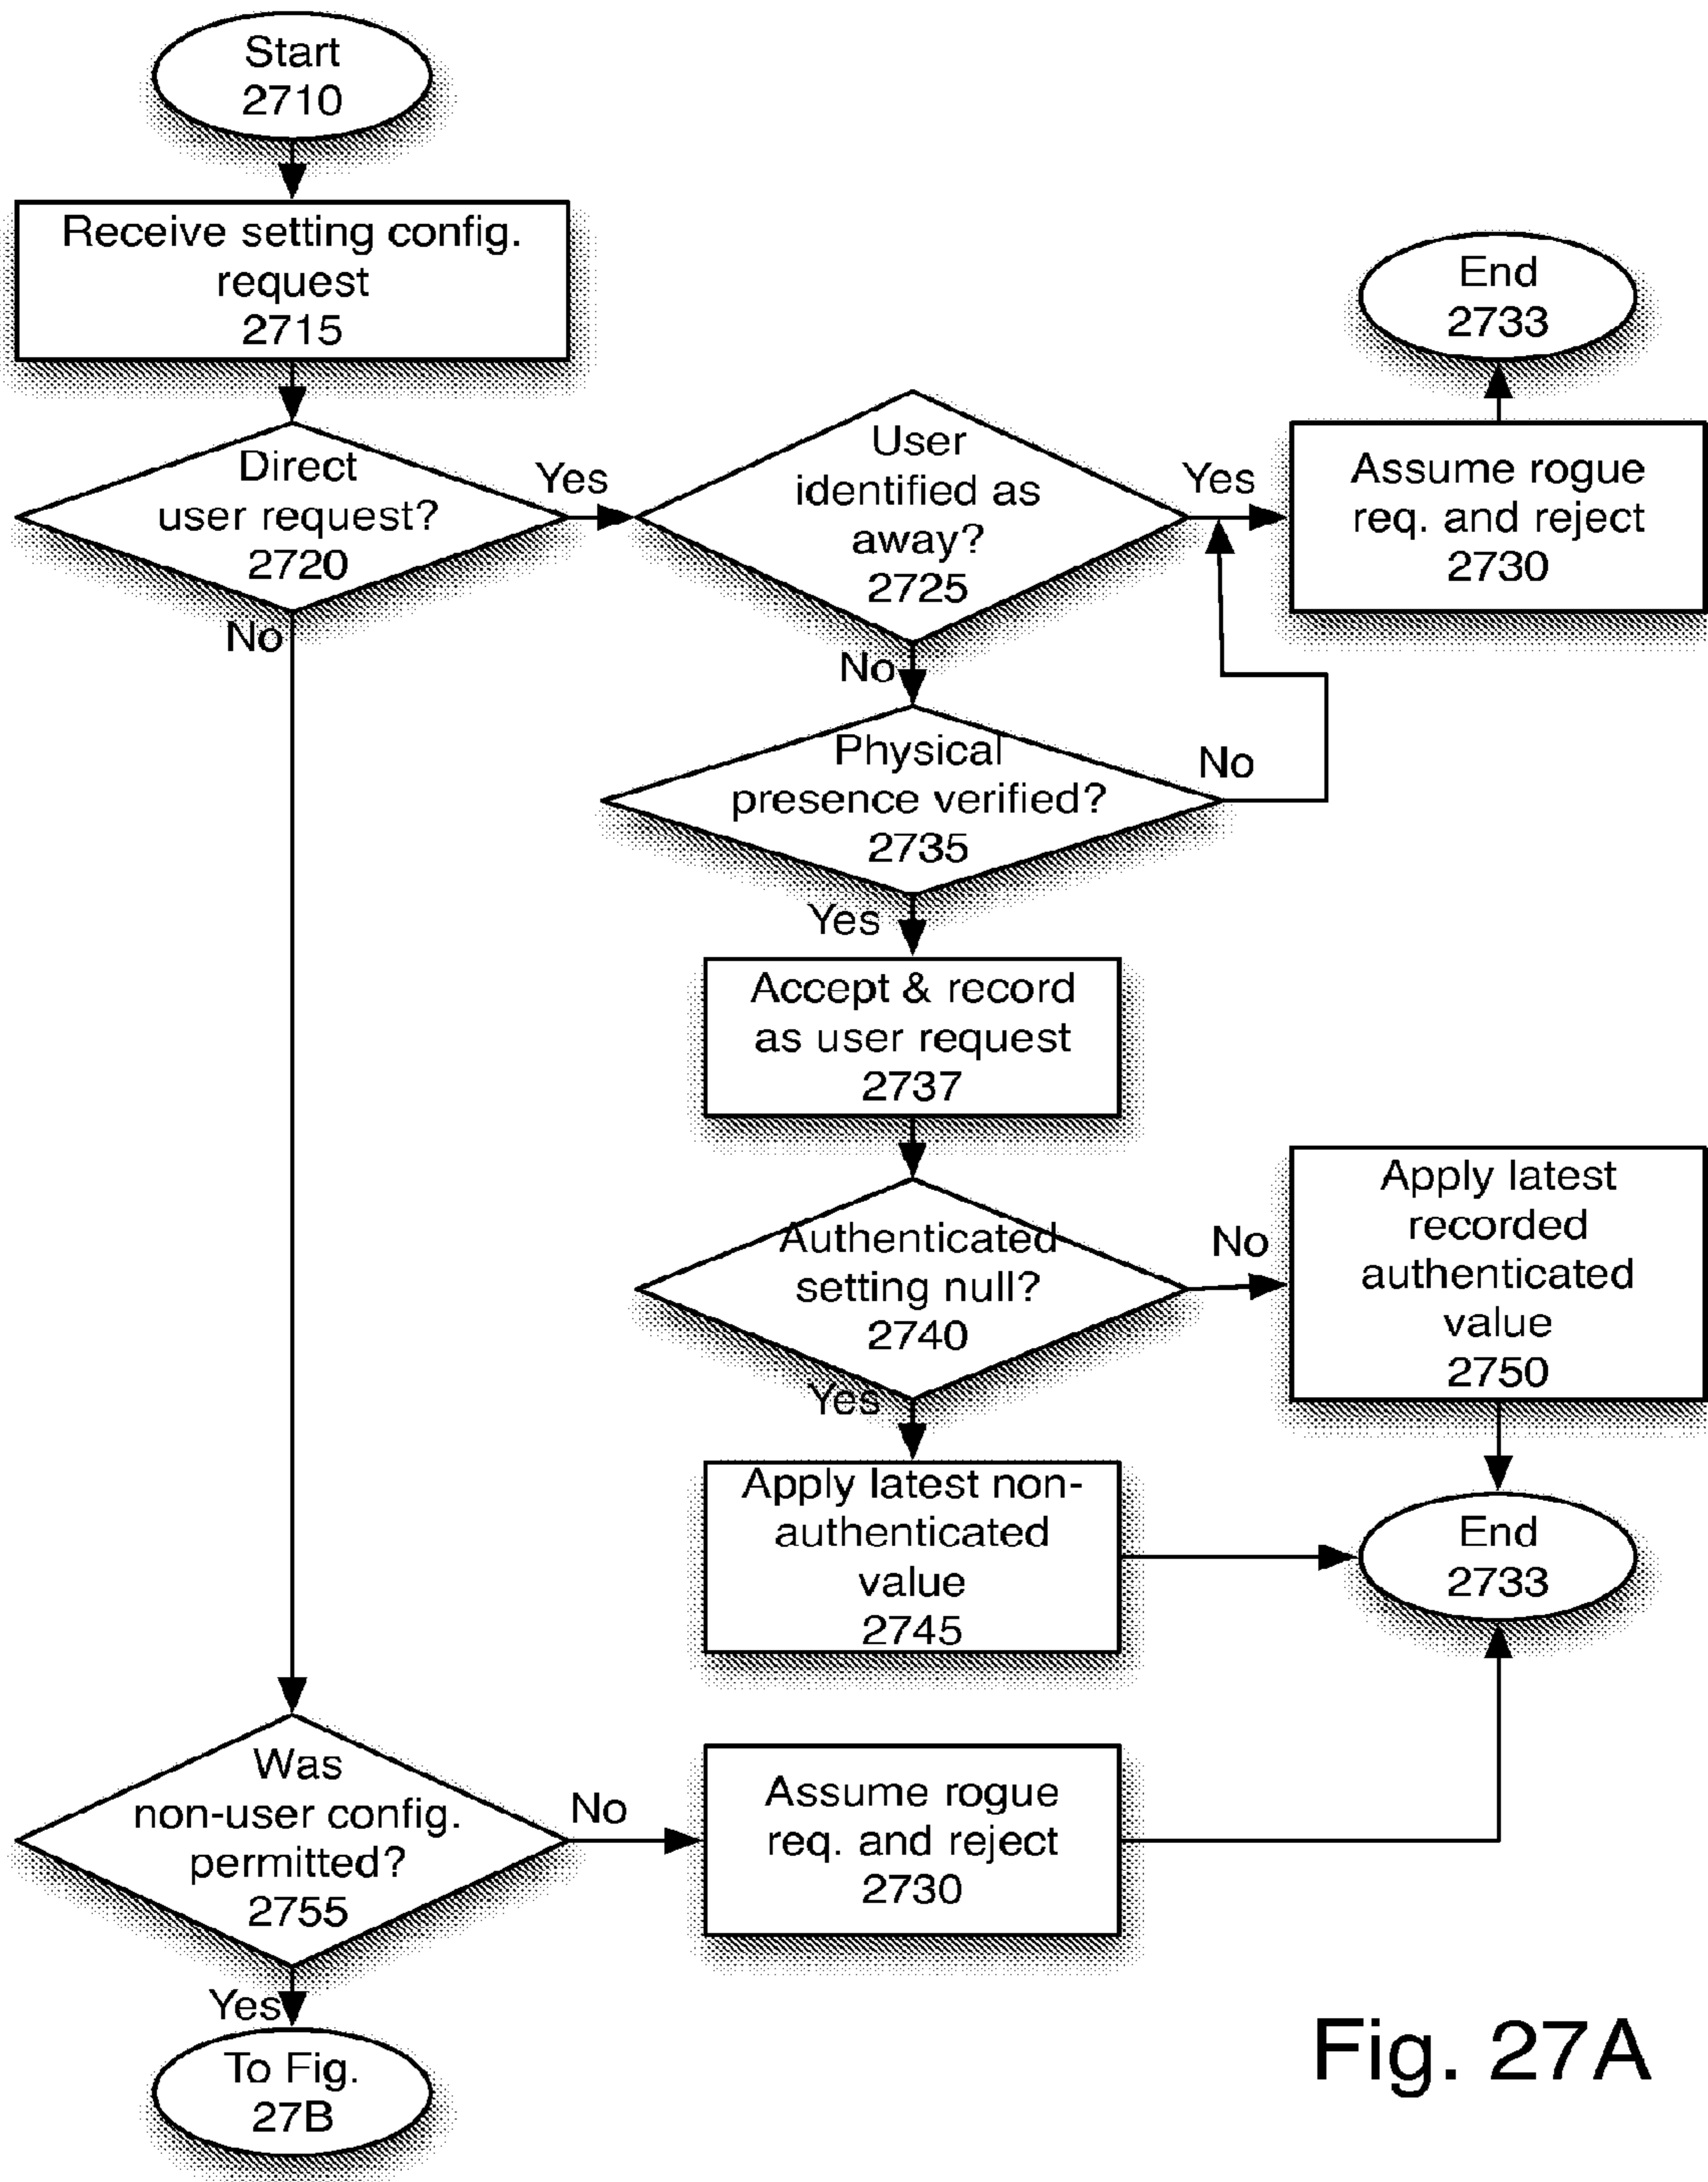 Start
2710
Receive setting config.
request
2715
End
2733
Direct
user request?
2720
Yes
No
User
identified as
away?
2725
Yes
No
Assume rogue
req. and reject
2730
Physical
presence verified?
2735
No
Yes
Accept & record
as user request
2737
Authenticated
setting null?
2740
No
Yes
Apply latest
recorded
authenticated
value
2750
Apply latest non-
authenticated
value
2745
End
2733
Was
non-user config.
permitted?
2755
No
Yes
Assume rogue
req. and reject
2730
To Fig.
27B
Fig. 27A